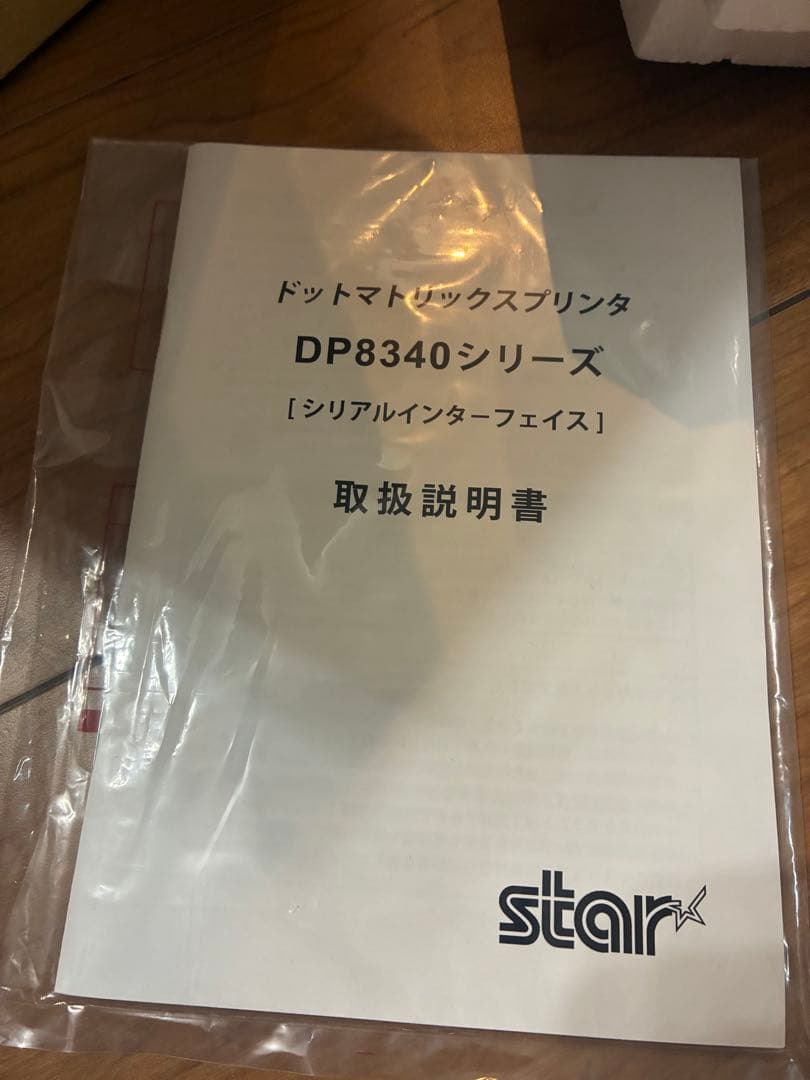 ドットマトリックスプリンタ
DP8340シリーズ
[ シリアルインターフェイス ]
取扱説明書
star